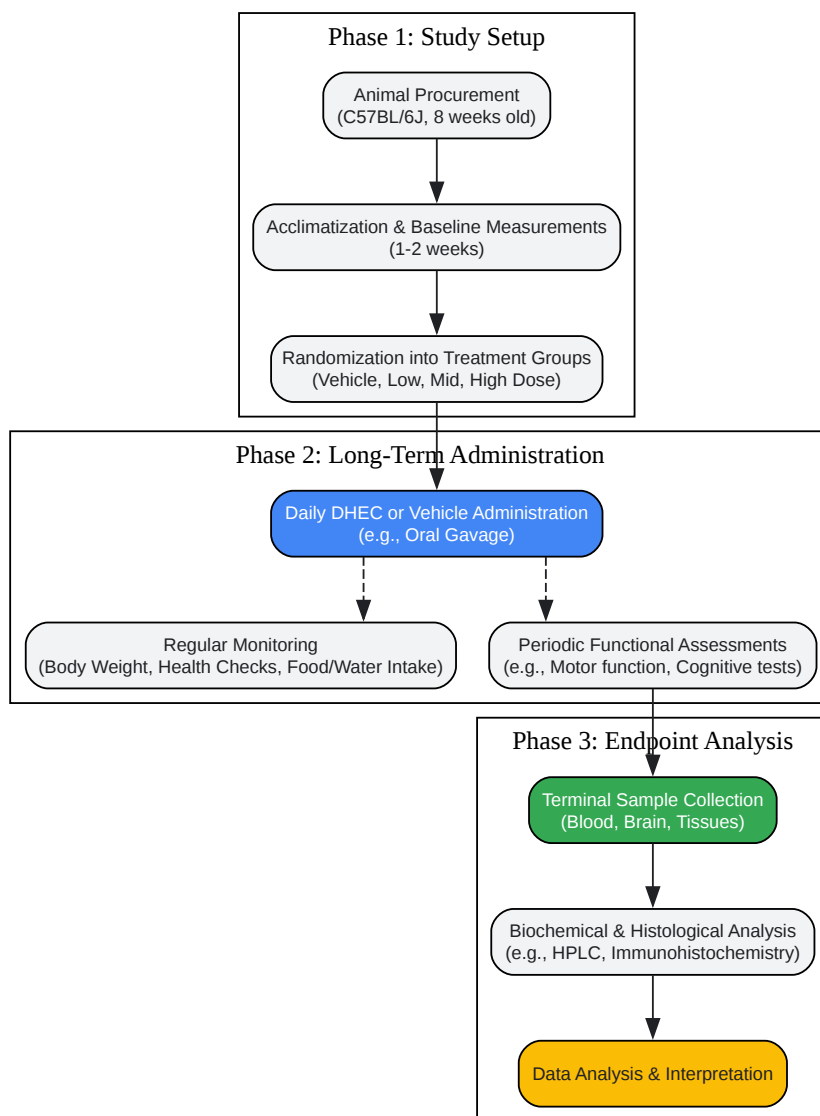 Phase 1: Study Setup
Animal Procurement
(C57BL/6J, 8 weeks old)
Acclimatization & Baseline Measurements
(1-2 weeks)
Randomization into Treatment Groups
(Vehicle, Low, Mid, High Dose)
Phase 2: Long-Term Administration
Daily DHEC or Vehicle Administration
(e.g., Oral Gavage)
Regular Monitoring
(Body Weight, Health Checks, Food/Water Intake)
Periodic Functional Assessments
(e.g., Motor function, Cognitive tests)
Phase 3: Endpoint Analysis
Terminal Sample Collection
(Blood, Brain, Tissues)
Biochemical & Histological Analysis
(e.g., HPLC, Immunohistochemistry)
Data Analysis & Interpretation